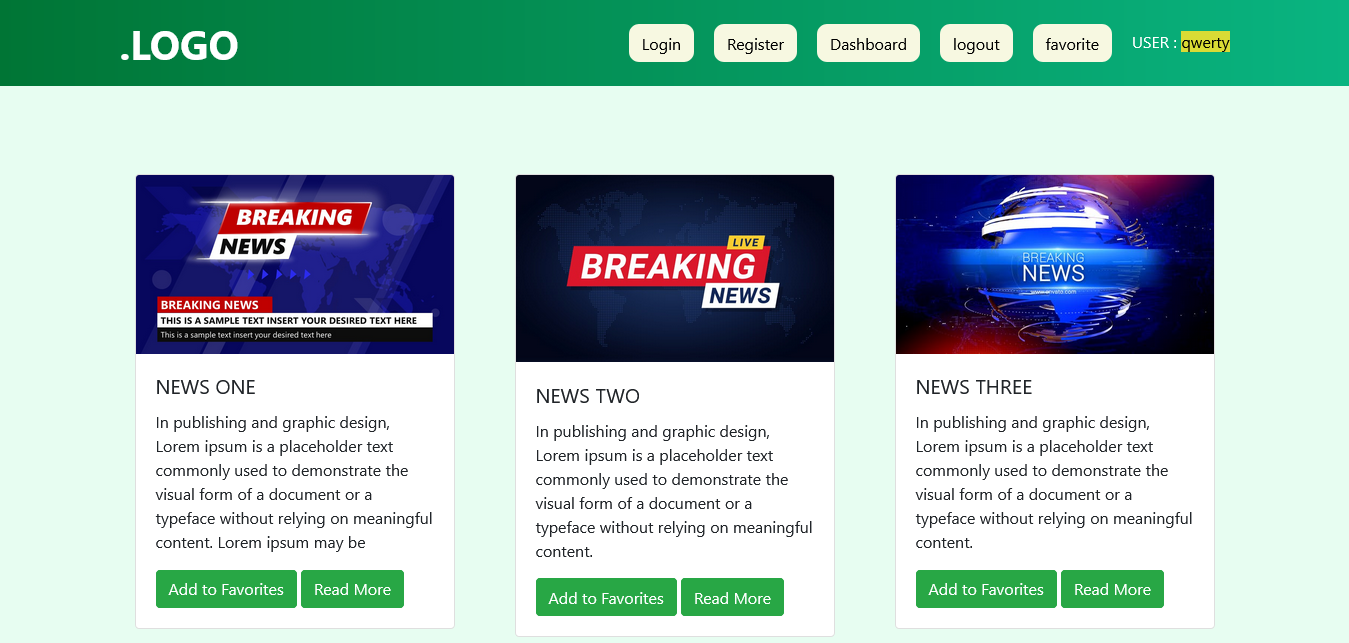 .LOGO
Login
Register
Dashboard
logout
favorite
USER : qwerty
BREAKING
NEWS
BREAKING NEWS
THIS IS A SAMPLE TEXT INSERT YOUR DESIRED TEXT HERE
This is a sample text insert your desired text here
NEWS ONE
In publishing and graphic design,
Lorem ipsum is a placeholder text
commonly used to demonstrate the
visual form of a document or a
typeface without relying on meaningful
content. Lorem ipsum may be
Add to Favorites
Read More
LIVE
BREAKING
NEWS
NEWS TWO
In publishing and graphic design,
Lorem ipsum is a placeholder text
commonly used to demonstrate the
visual form of a document or a
typeface without relying on meaningful
content.
Add to Favorites
Read More
BREAKING
NEWS
NEWS THREE
In publishing and graphic design,
Lorem ipsum is a placeholder text
commonly used to demonstrate the
visual form of a document or a
typeface without relying on meaningful
content.
Add to Favorites
Read More